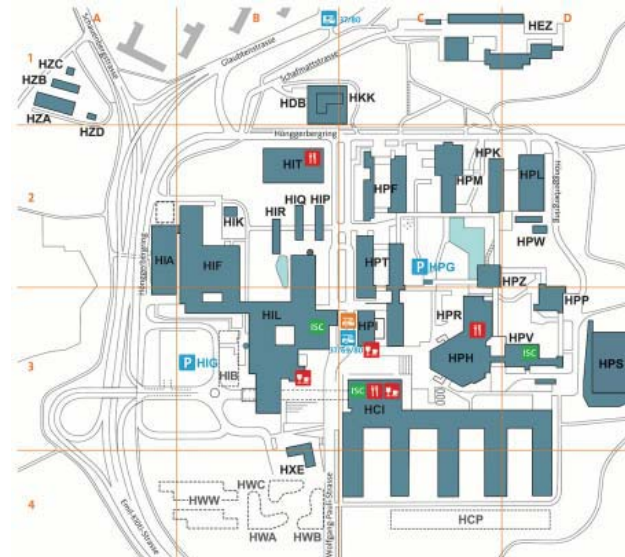 A
B
C
D
1
2
3
4
Schauenbergstrasse
Glaubtenstrasse
37/80
Schafmattstrasse
HEZ
HZC
HZB
HZA
HZD
HDB
HKK
Hönggerbergring
HIT
HPF
HPM
HPK
HPL
Hönggerbergring
HIK
HIR
HIQ
HIP
HPW
HIA
HIF
HPT
P HPG
HPZ
HPP
Hönggerbergring
HIL
ISC
HPI
37/69/80
HPR
HPH
HPV
ISC
HPS
P HIG
HIB
ISC
HCI
HXE
HWW
HWC
HWA
HWB
HCP
Emil-Klöti-Strasse
Wolfgang-Pauli-Strasse